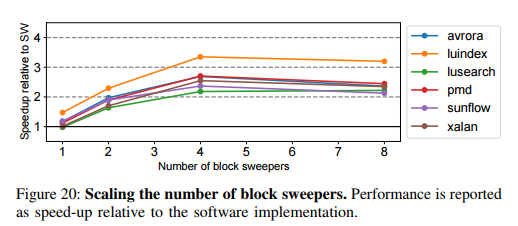 Speedup relative to SW
4
3
2
1
1 2 3 4 5 6 7 8
Number of block sweepers
avrora
luindex
lusearch
pmd
sunflow
xalan
Figure 20: Scaling the number of block sweepers. Performance is reported
as speed-up relative to the software implementation.